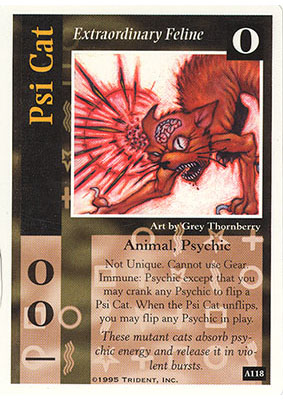 Psi Cat
Extraordinary Feline
0
Art by Grey Thornberry
Animal, Psychic
Not Unique. Cannot use Gear.
Immune: Psychic except that you
may crank any Psychic to flip a
Psi Cat. When the Psi Cat unflips,
you may flip any Psychic in play.
These mutant cats absorb psy-
chic energy and release it in vio-
lent bursts.
0
0
1
©1995 TRIDENT, INC.
A118